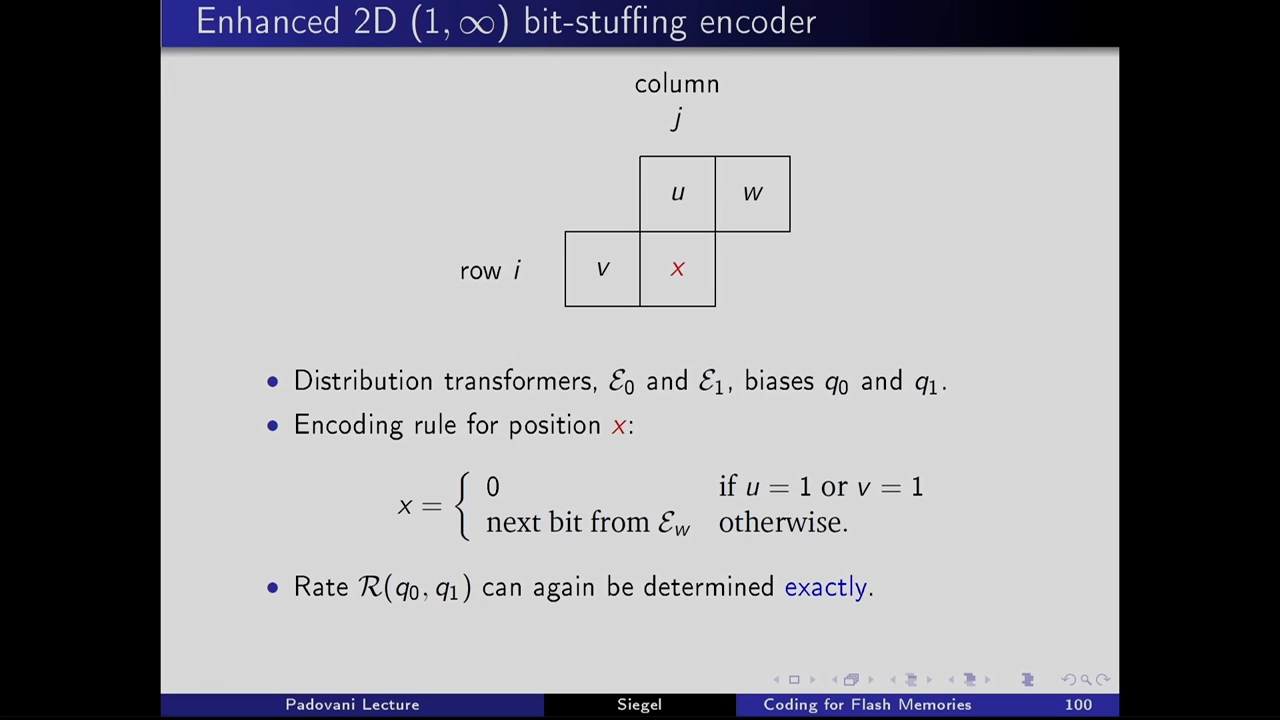 Enhanced 2D (1, ∞) bit-stuffing encoder
column
j
u w
row i v x
• Distribution transformers, ℰ₀ and ℰ₁, biases q₀ and q₁.
• Encoding rule for position x:
x = { 0 if u = 1 or v = 1
next bit from ℰ_w otherwise.
• Rate ℛ(q₀, q₁) can again be determined exactly.
Padovani Lecture Siegel Coding for Flash Memories 100